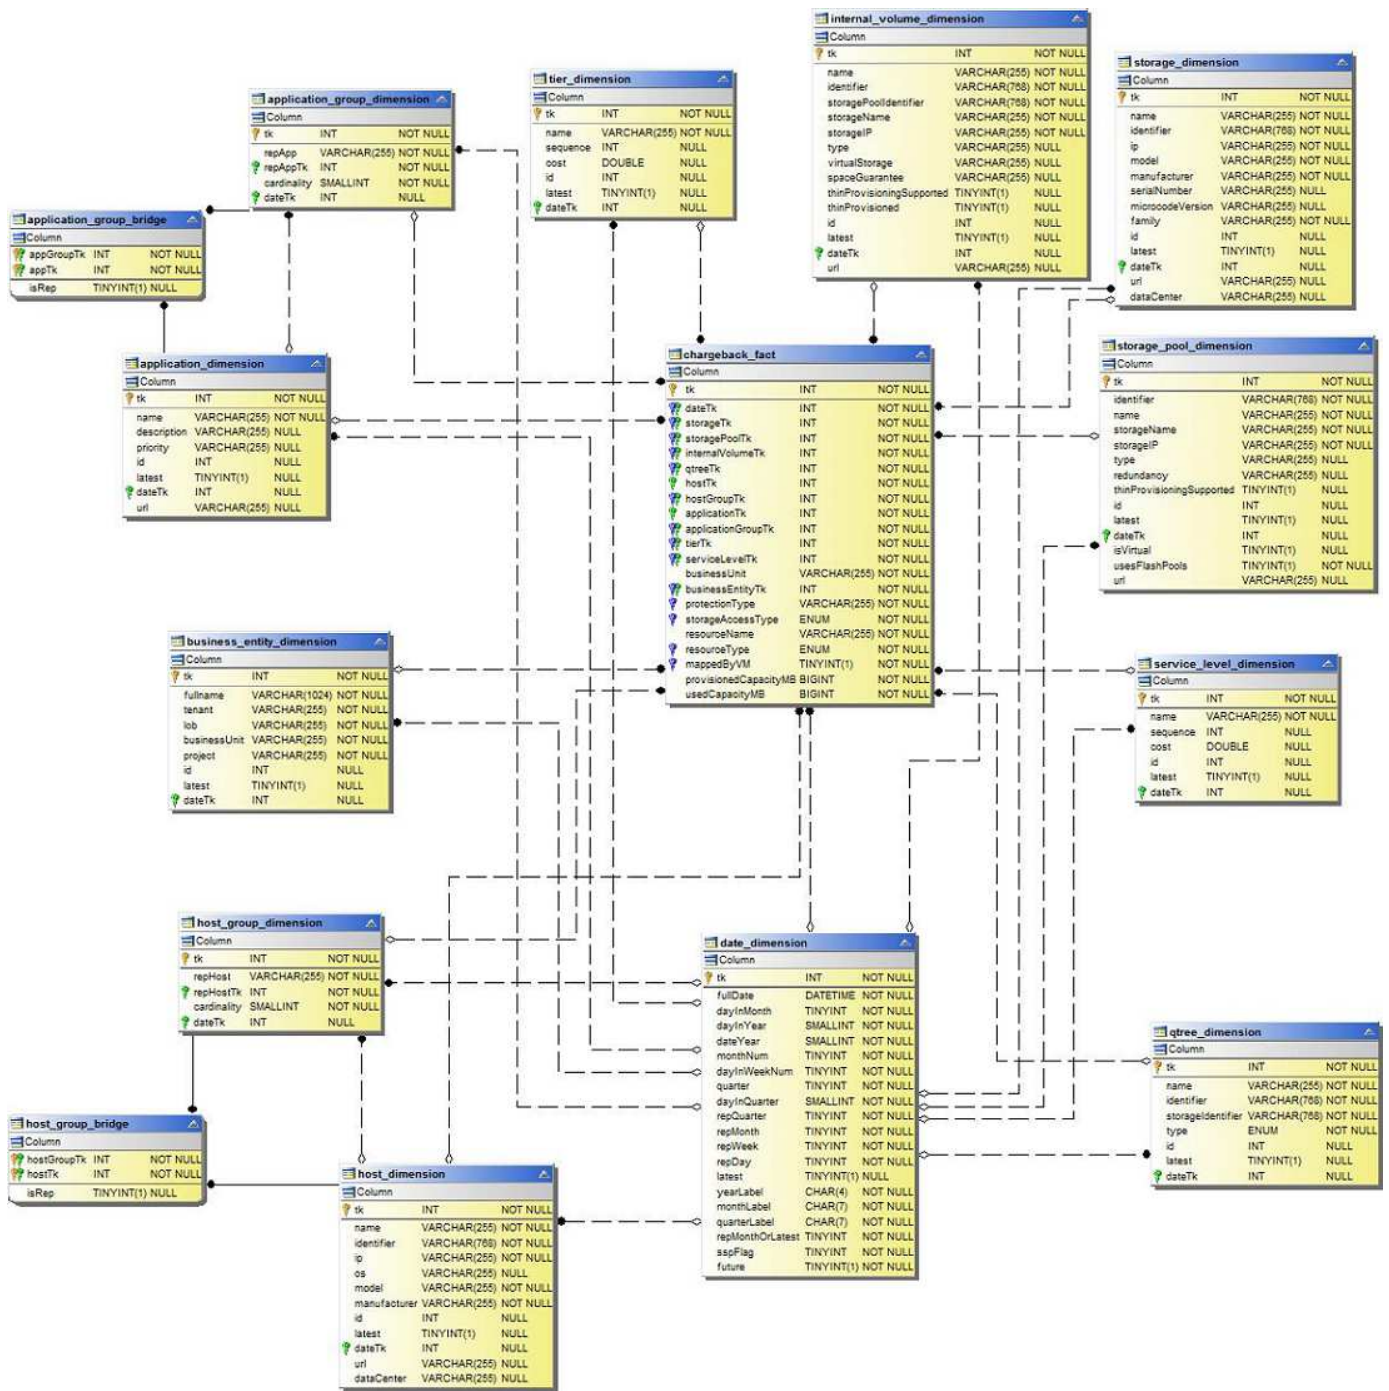 internal_volume_dimension
Column
tk INT NOT NULL
name VARCHAR(255) NOT NULL
identifier VARCHAR(768) NOT NULL
storagePoolIdentifier VARCHAR(768) NOT NULL
storageName VARCHAR(255) NOT NULL
storageIP VARCHAR(255) NOT NULL
type VARCHAR(255) NULL
virtualStorage VARCHAR(255) NULL
spaceGuarantee VARCHAR(255) NULL
thinProvisioningSupported TINYINT(1) NULL
thinProvisioned TINYINT(1) NULL
id INT NULL
latest TINYINT(1) NULL
dateTk INT NULL
url VARCHAR(255) NULL
storage_dimension
Column
tk INT NOT NULL
name VARCHAR(255) NOT NULL
identifier VARCHAR(768) NOT NULL
ip VARCHAR(255) NOT NULL
model VARCHAR(255) NOT NULL
manufacturer VARCHAR(255) NOT NULL
serialNumber VARCHAR(255) NULL
microcodeVersion VARCHAR(255) NULL
family VARCHAR(255) NOT NULL
id INT NULL
latest TINYINT(1) NULL
dateTk INT NULL
url VARCHAR(255) NULL
dataCenter VARCHAR(255) NULL
tier_dimension
Column
tk INT NOT NULL
name VARCHAR(255) NOT NULL
sequence INT NULL
cost DOUBLE NULL
id INT NULL
latest TINYINT(1) NULL
dateTk INT NULL
application_group_dimension
Column
tk INT NOT NULL
repApp VARCHAR(255) NOT NULL
repAppTk INT NOT NULL
cardinality SMALLINT NOT NULL
dateTk INT NULL
application_group_bridge
Column
appGroupTk INT NOT NULL
appTk INT NOT NULL
isRep TINYINT(1) NULL
application_dimension
Column
tk INT NOT NULL
name VARCHAR(255) NOT NULL
description VARCHAR(255) NULL
priority VARCHAR(255) NULL
id INT NULL
latest TINYINT(1) NULL
dateTk INT NULL
url VARCHAR(255) NULL
chargeback_fact
Column
tk INT NOT NULL
dateTk INT NOT NULL
storageTk INT NOT NULL
storagePoolTk INT NOT NULL
internalVolumeTk INT NOT NULL
qtreeTk INT NOT NULL
hostTk INT NOT NULL
hostGroupTk INT NOT NULL
applicationTk INT NOT NULL
applicationGroupTk INT NOT NULL
tierTk INT NOT NULL
serviceLevelTk INT NOT NULL
businessUnit VARCHAR(255) NOT NULL
businessEntityTk INT NOT NULL
protectionType VARCHAR(255) NOT NULL
storageAccessType ENUM NOT NULL
resourceName VARCHAR(255) NOT NULL
resourceType ENUM NOT NULL
mappedByVM TINYINT(1) NOT NULL
provisionedCapacityMB BIGINT NOT NULL
usedCapacityMB BIGINT NOT NULL
storage_pool_dimension
Column
tk INT NOT NULL
identifier VARCHAR(768) NOT NULL
name VARCHAR(255) NOT NULL
storageName VARCHAR(255) NOT NULL
storageIP VARCHAR(255) NOT NULL
type VARCHAR(255) NULL
redundancy VARCHAR(255) NULL
thinProvisioningSupported TINYINT(1) NULL
id INT NULL
latest TINYINT(1) NULL
dateTk INT NULL
isVirtual TINYINT(1) NULL
usesFlashPools TINYINT(1) NOT NULL
url VARCHAR(255) NULL
business_entity_dimension
Column
tk INT NOT NULL
fullname VARCHAR(1024) NOT NULL
tenant VARCHAR(255) NOT NULL
lob VARCHAR(255) NOT NULL
businessUnit VARCHAR(255) NOT NULL
project VARCHAR(255) NOT NULL
id INT NULL
latest TINYINT(1) NULL
dateTk INT NULL
service_level_dimension
Column
tk INT NOT NULL
name VARCHAR(255) NOT NULL
sequence INT NULL
cost DOUBLE NULL
id INT NULL
latest TINYINT(1) NULL
dateTk INT NULL
host_group_dimension
Column
tk INT NOT NULL
repHost VARCHAR(255) NOT NULL
repHostTk INT NOT NULL
cardinality SMALLINT NOT NULL
dateTk INT NULL
date_dimension
Column
tk INT NOT NULL
fullDate DATETIME NOT NULL
dayInMonth TINYINT NOT NULL
dayInYear SMALLINT NOT NULL
dateYear SMALLINT NOT NULL
monthNum TINYINT NOT NULL
dayInWeekNum TINYINT NOT NULL
quarter TINYINT NOT NULL
dayInQuarter SMALLINT NOT NULL
repQuarter TINYINT NOT NULL
repMonth TINYINT NOT NULL
repWeek TINYINT NOT NULL
repDay TINYINT NOT NULL
latest TINYINT(1) NULL
yearLabel CHAR(4) NOT NULL
monthLabel CHAR(7) NOT NULL
quarterLabel CHAR(7) NOT NULL
repMonthOrLatest TINYINT NOT NULL
sspFlag TINYINT NOT NULL
future TINYINT(1) NOT NULL
qtree_dimension
Column
tk INT NOT NULL
name VARCHAR(255) NOT NULL
identifier VARCHAR(768) NOT NULL
storageIdentifier VARCHAR(768) NOT NULL
type ENUM NOT NULL
id INT NULL
latest TINYINT(1) NULL
dateTk INT NULL
host_group_bridge
Column
hostGroupTk INT NOT NULL
hostTk INT NOT NULL
isRep TINYINT(1) NULL
host_dimension
Column
tk INT NOT NULL
name VARCHAR(255) NOT NULL
identifier VARCHAR(768) NOT NULL
ip VARCHAR(255) NOT NULL
os VARCHAR(255) NULL
model VARCHAR(255) NOT NULL
manufacturer VARCHAR(255) NOT NULL
id INT NULL
latest TINYINT(1) NULL
dateTk INT NULL
url VARCHAR(255) NULL
dataCenter VARCHAR(255) NULL